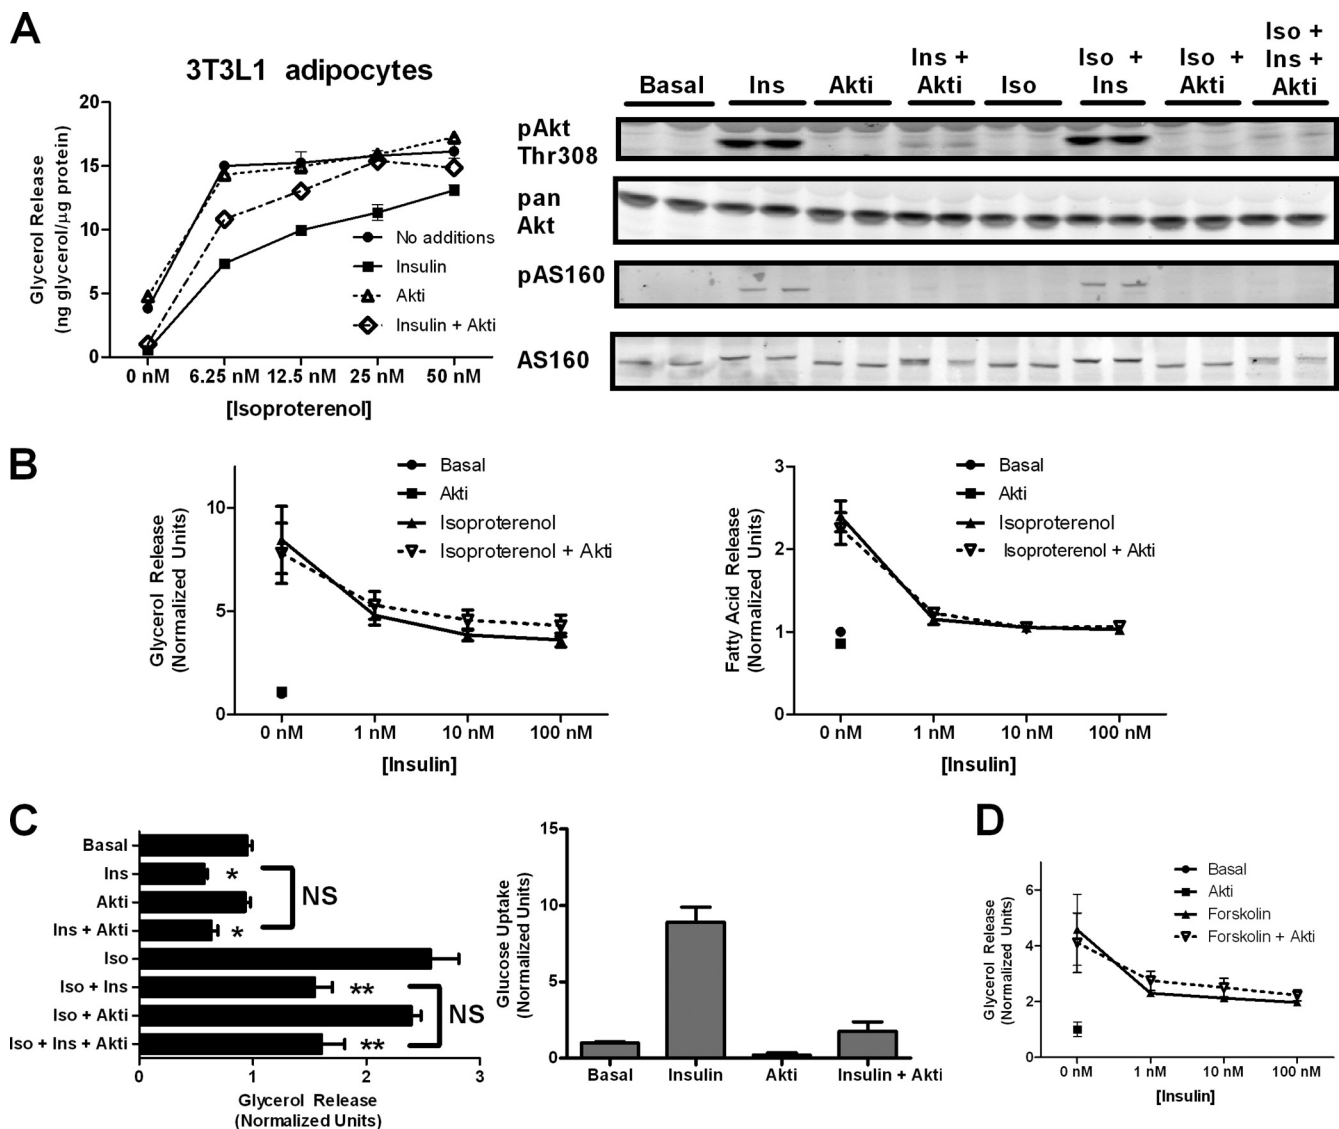 A
3T3L1 adipocytes
Glycerol Release
(ng glycerol/µg protein)
20
15
10
5
0
No additions
Insulin
Akti
Insulin + Akti
0 nM
6.25 nM
12.5 nM
25 nM
50 nM
[Isoproterenol]
Basal
Ins
Akti
Ins +
Akti
Iso
Iso +
Ins
Iso +
Akti
Iso +
Ins +
Akti
pAkt
Thr308
pan
Akt
pAS160
AS160
B
Glycerol Release
(Normalized Units)
10
5
0
Basal
Akti
Isoproterenol
Isoproterenol + Akti
0 nM
1 nM
10 nM
100 nM
[Insulin]
Fatty Acid Release
(Normalized Units)
3
2
1
0
Basal
Akti
Isoproterenol
Isoproterenol + Akti
0 nM
1 nM
10 nM
100 nM
[Insulin]
C
Basal
Ins *
Akti
Ins + Akti *
NS
Iso
Iso + Ins **
Iso + Akti
Iso + Ins + Akti **
NS
0
1
2
3
Glycerol Release
(Normalized Units)
Glucose Uptake
(Normalized Units)
15
10
5
0
Basal
Insulin
Akti
Insulin + Akti
D
Glycerol Release
(Normalized Units)
6
4
2
0
Basal
Akti
Forskolin
Forskolin + Akti
0 nM
1 nM
10 nM
100 nM
[Insulin]